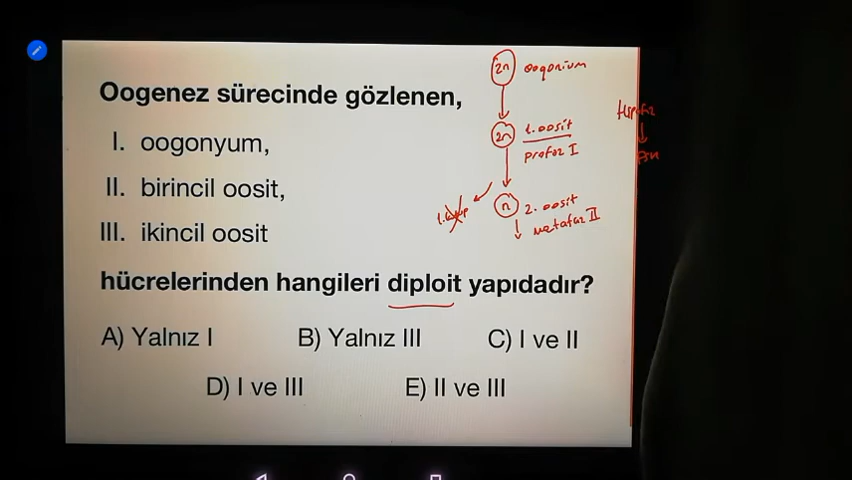 Oogenez sürecinde gözlenen,
I. oogonyum,
II. birincil oosit,
III. ikincil oosit
hücrelerinden hangileri diploit yapıdadır?
A) Yalnız I B) Yalnız III C) I ve II
D) I ve III E) II ve III
2n oogonium
2n 1. oosit
profaz I
n 2. oosit
metafaz II